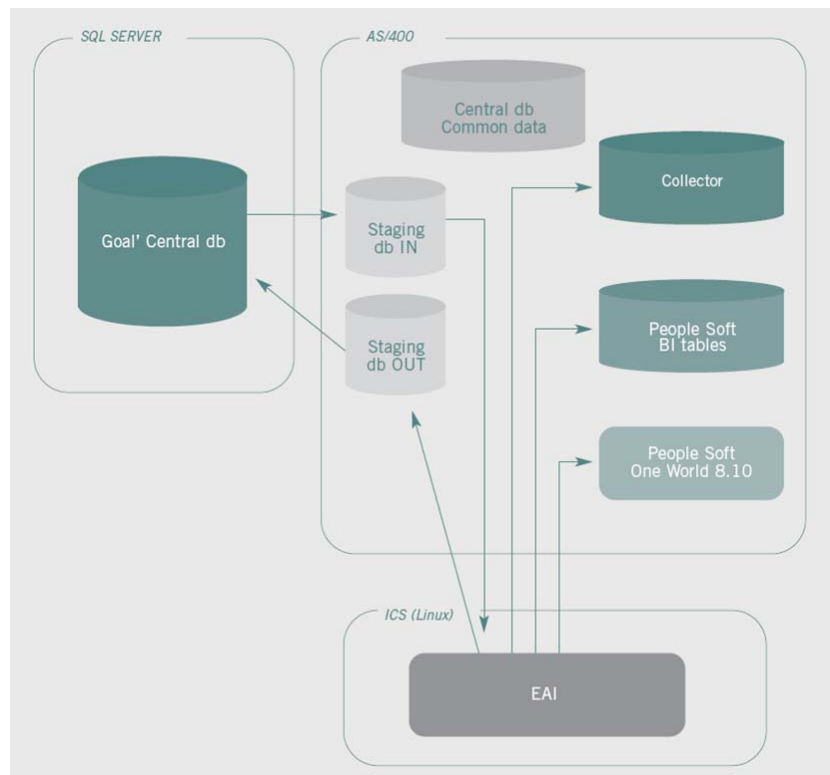 SQL SERVER
AS/400
Central db
Common data
Collector
Goal' Central db
Staging
db IN
People Soft
BI tables
Staging
db OUT
People Soft
One World 8.10
ICS (Linux)
EAI